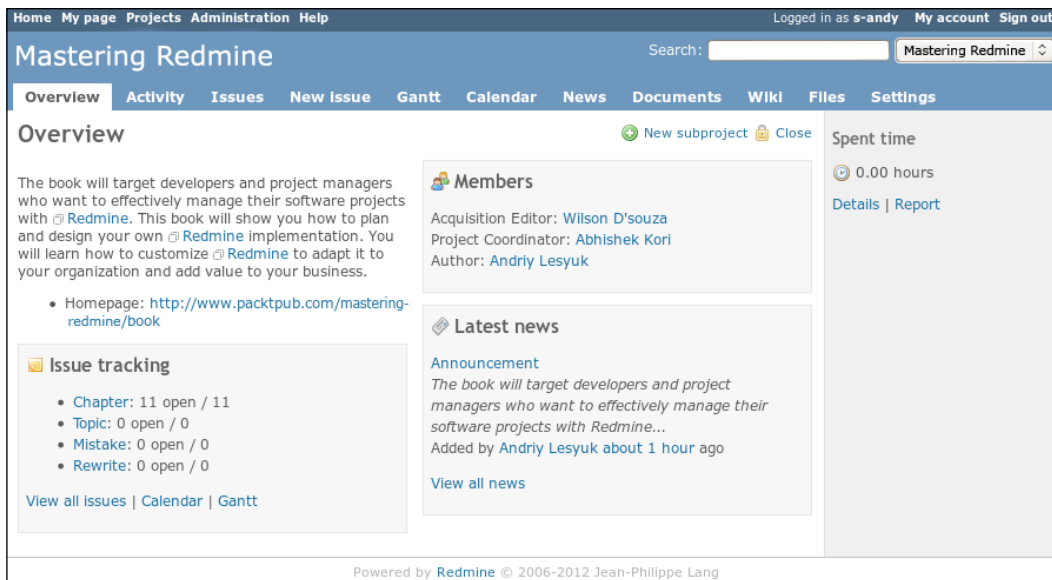 Home My page Projects Administration Help
Logged in as s-andy My account Sign out
Mastering Redmine
Search:
Mastering Redmine
Overview Activity Issues New issue Gantt Calendar News Documents Wiki Files Settings
Overview
New subproject Close
The book will target developers and project managers
who want to effectively manage their software projects
with Redmine. This book will show you how to plan
and design your own Redmine implementation. You
will learn how to customize Redmine to adapt it to
your organization and add value to your business.
• Homepage: http://www.packtpub.com/mastering-
redmine/book
Issue tracking
• Chapter: 11 open / 11
• Topic: 0 open / 0
• Mistake: 0 open / 0
• Rewrite: 0 open / 0
View all issues | Calendar | Gantt
Members
Acquisition Editor: Wilson D'souza
Project Coordinator: Abhishek Kori
Author: Andriy Lesyuk
Latest news
Announcement
The book will target developers and project
managers who want to effectively manage their
software projects with Redmine...
Added by Andriy Lesyuk about 1 hour ago
View all news
Spent time
0.00 hours
Details | Report
Powered by Redmine © 2006-2012 Jean-Philippe Lang